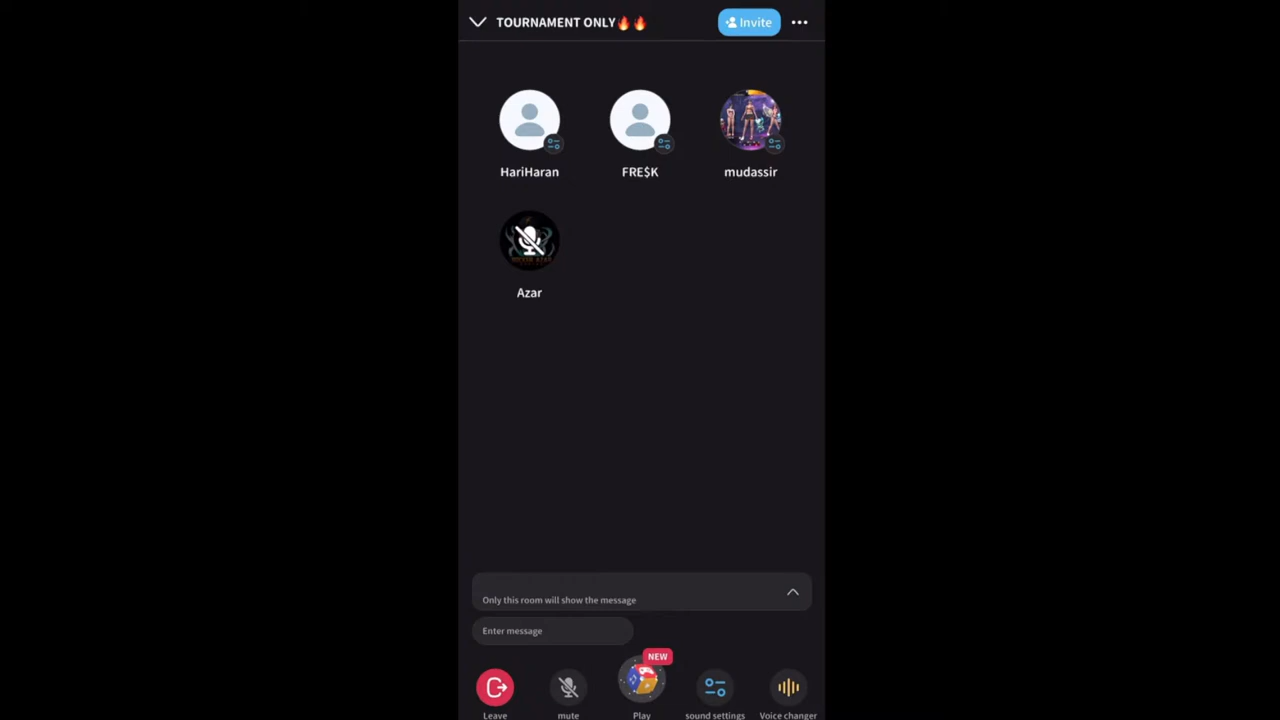 TOURNAMENT ONLY🔥🔥
Invite
HariHaran
FRE$K
mudassir
Azar
Only this room will show the message
Enter message
NEW
Leave
mute
Play
sound settings
Voice changer